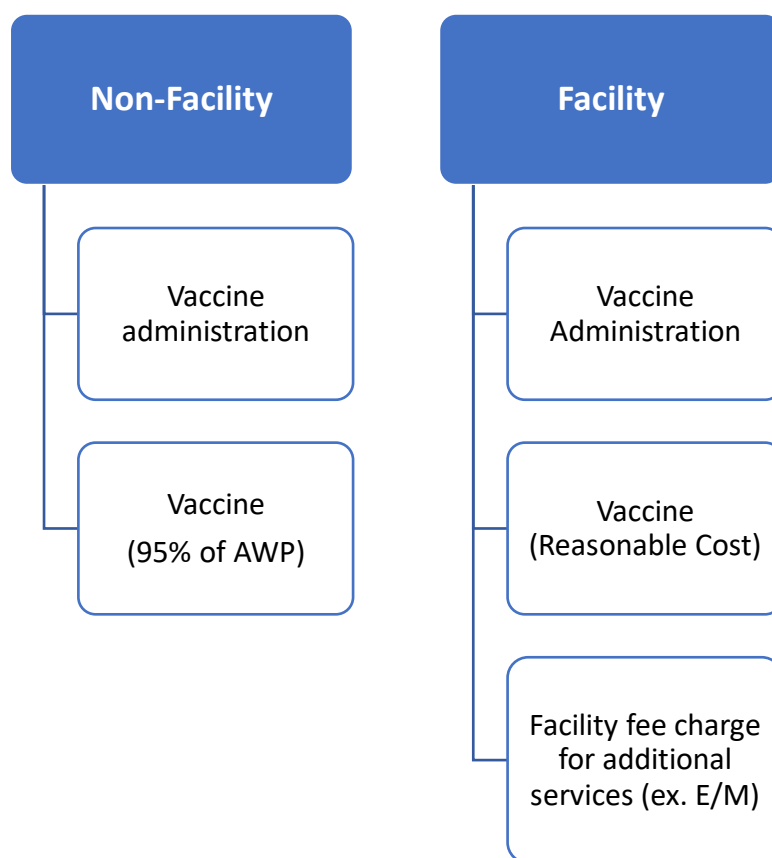 Non-Facility
Vaccine
administration
Vaccine
(95% of AWP)
Facility
Vaccine
Administration
Vaccine
(Reasonable Cost)
Facility fee charge
for additional
services (ex. E/M)